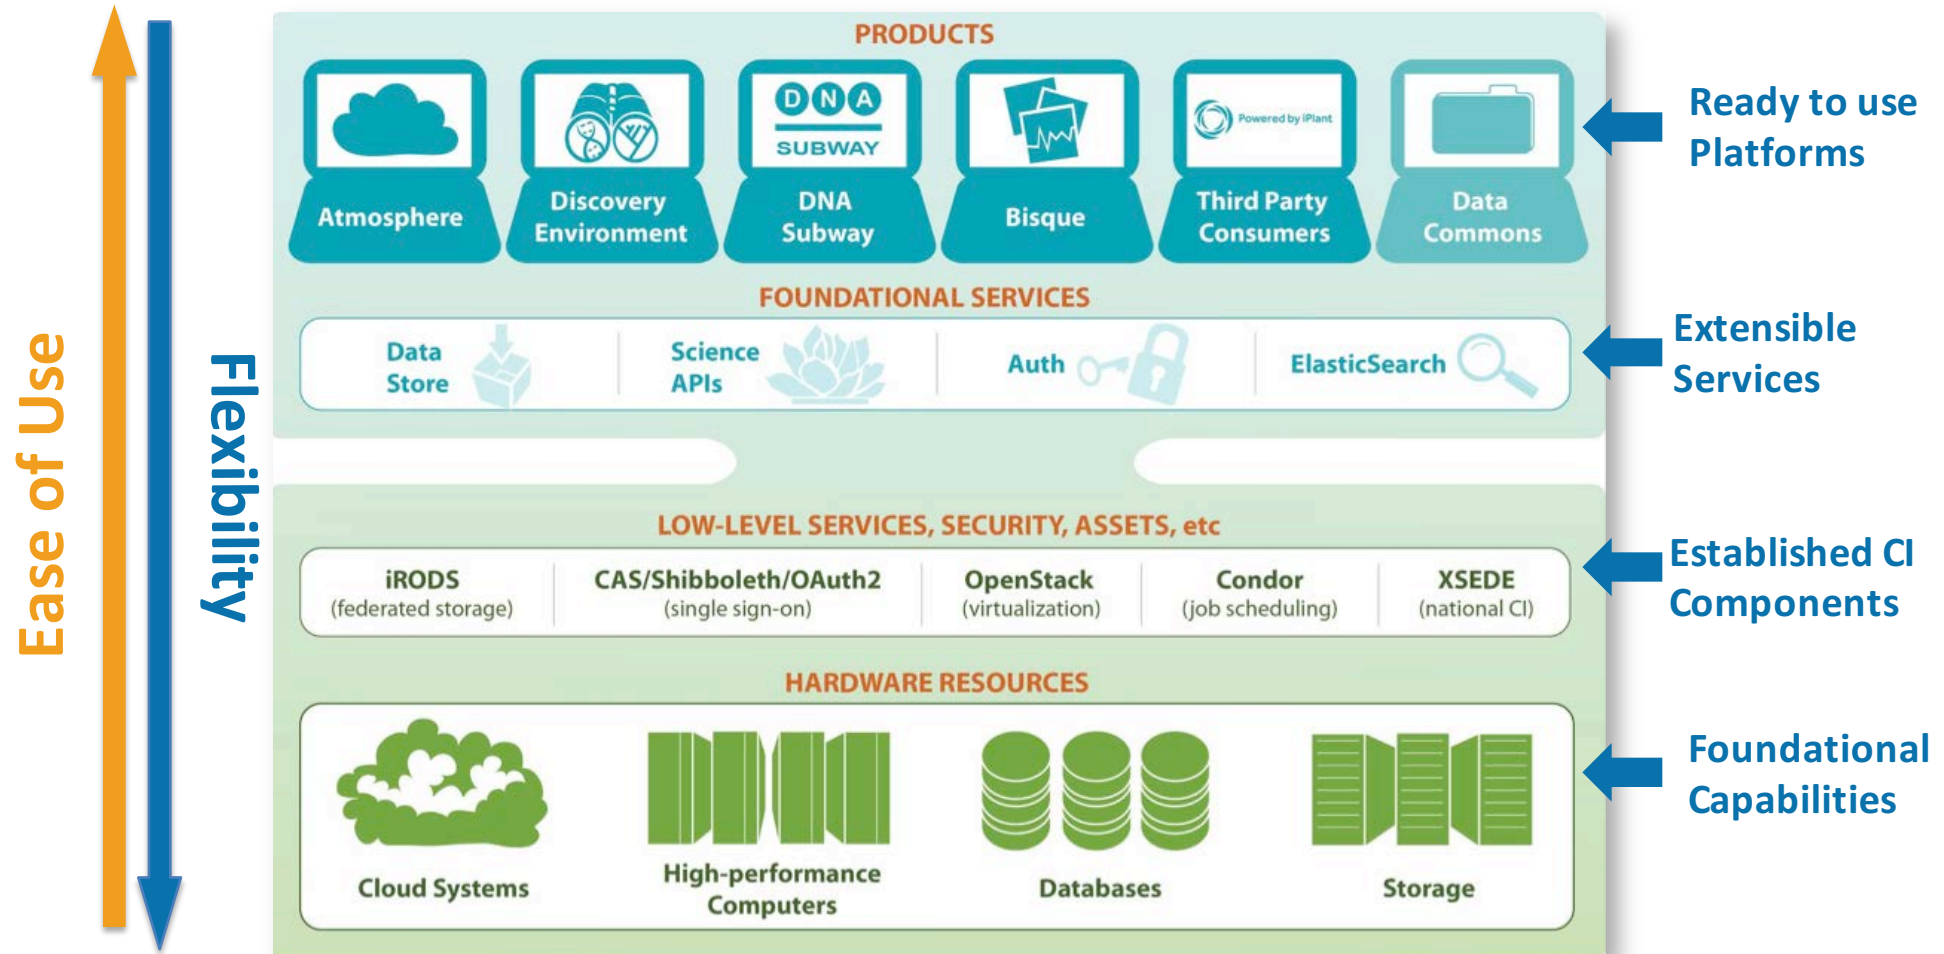 PRODUCTS
DNA
SUBWAY
Powered by iPlant
Atmosphere
Discovery
Environment
DNA
Subway
Bisque
Third Party
Consumers
Data
Commons
Ready to use
Platforms
FOUNDATIONAL SERVICES
Data
Store
Science
APIs
Auth
ElasticSearch
Extensible
Services
Ease of Use
Flexibility
LOW-LEVEL SERVICES, SECURITY, ASSETS, etc
iRODS
(federated storage)
CAS/Shibboleth/OAuth2
(single sign-on)
OpenStack
(virtualization)
Condor
(job scheduling)
XSEDE
(national CI)
Established CI
Components
HARDWARE RESOURCES
Cloud Systems
High-performance
Computers
Databases
Storage
Foundational
Capabilities